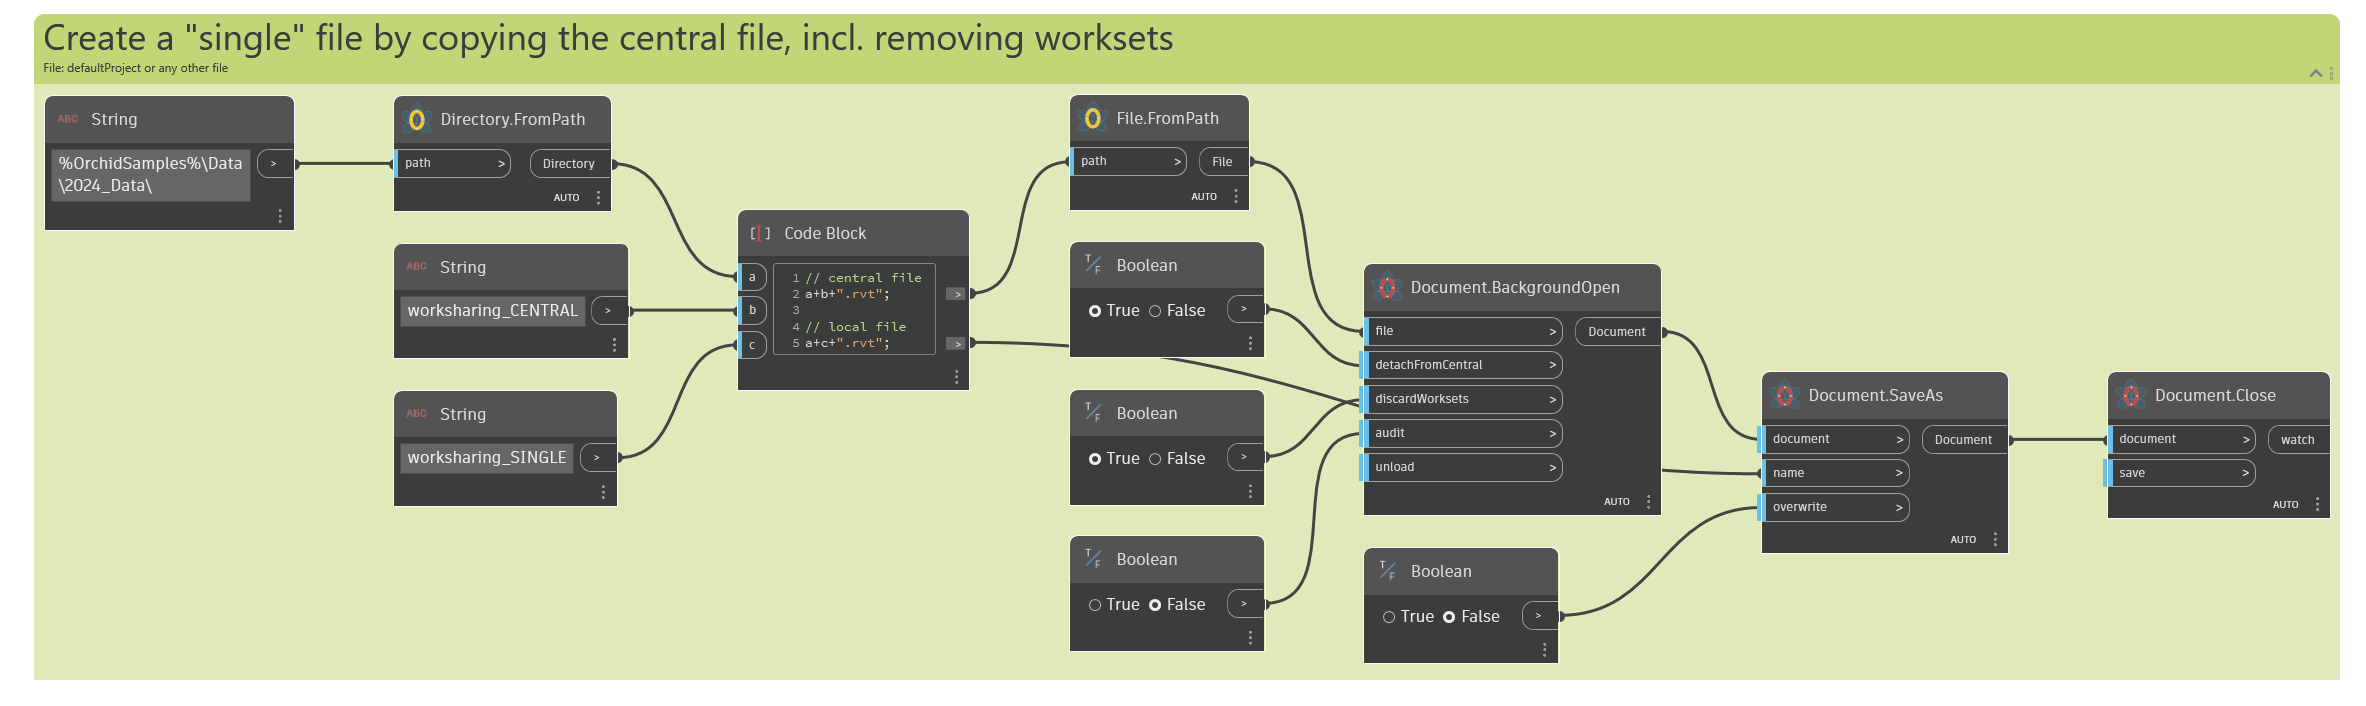 Create a "single" file by copying the central file, incl. removing worksets
File: defaultProject or any other file
ABC String
%OrchidSamples%\Data
\2024_Data\
>
Directory.FromPath
path >
Directory
AUTO
ABC String
worksharing_CENTRAL
>
ABC String
worksharing_SINGLE
>
[I] Code Block
a
b
c
1 // central file
2 a+b+".rvt";
3
4 // local file
5 a+c+".rvt";
>
>
File.FromPath
path >
File
AUTO
T/F Boolean
True False
>
T/F Boolean
True False
>
T/F Boolean
True False
>
Document.BackgroundOpen
file >
Document
detachFromCentral >
discardWorksets >
audit >
unload >
AUTO
T/F Boolean
True False
>
Document.SaveAs
document >
Document
name >
overwrite >
AUTO
Document.Close
document >
watch
save >
AUTO